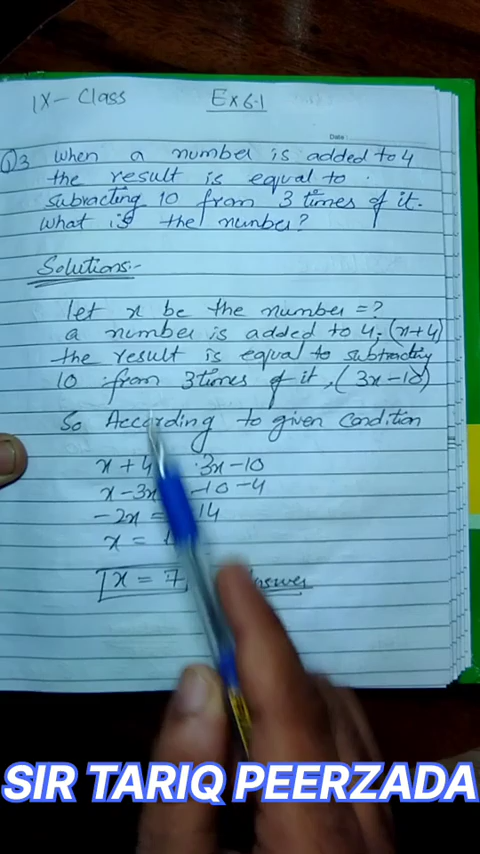 IX- Class Ex 6.1
Date:
Q3 When a number is added to 4
the result is equal to
subracting 10 from 3 times of it.
What is the number?
Solutions:-
let x be the number = ?
a number is added to 4, (x+4)
the result is equal to subtracting
10 from 3 times of it, (3x-10)
So According to given Condition
x + 4 3x-10
x-3x -10-4
-2x = 14
x =
x = 7 Answer
SIR TARIQ PEERZADA